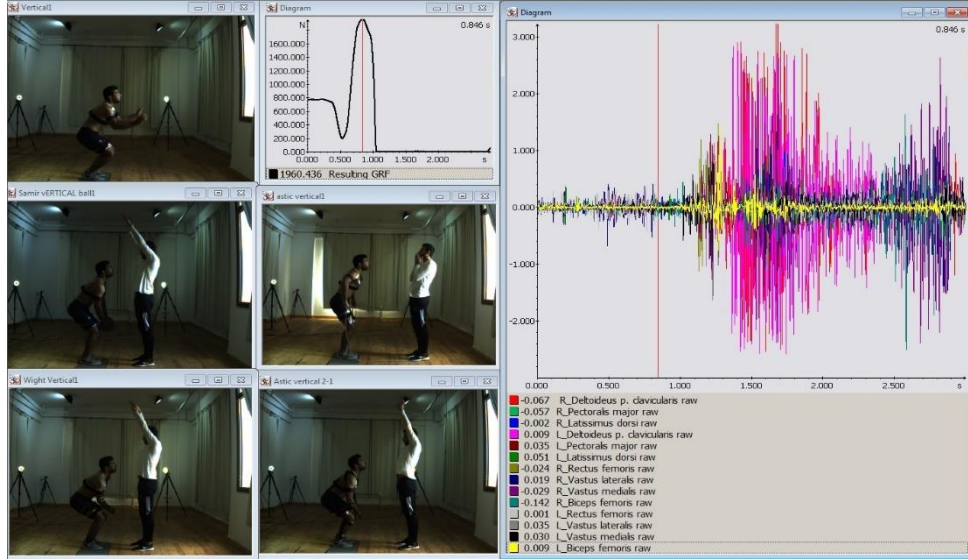 Vertical1
Diagram
N
0.846 s
1600.000
1400.000
1200.000
1000.000
800.000
600.000
400.000
200.000
0.000
0.000 0.500 1.000 1.500 2.000 s
1960.436 Resulting GRF
Samir vERTICAL ball1
astic vertical1
Wight Vertical1
Astic vertical 2-1
Diagram
0.846 s
3.000
2.000
1.000
0.000
-1.000
-2.000
0.000 0.500 1.000 1.500 2.000 2.500 s
-0.067 R_Deltoideus p. clavicularis raw
-0.057 R_Pectoralis major raw
-0.002 R_Latissimus dorsi raw
0.009 L_Deltoideus p. clavicularis raw
0.035 L_Pectoralis major raw
0.051 L_Latissimus dorsi raw
-0.024 R_Rectus femoris raw
0.019 R_Vastus lateralis raw
-0.029 R_Vastus medialis raw
-0.142 R_Biceps femoris raw
0.001 L_Rectus femoris raw
0.035 L_Vastus lateralis raw
0.030 L_Vastus medialis raw
0.009 L_Biceps femoris raw